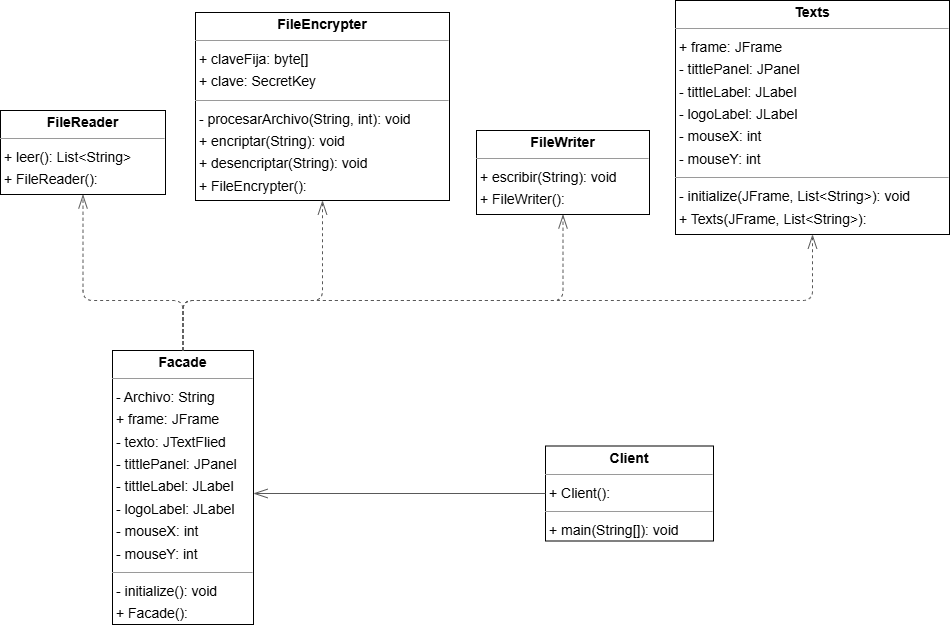 FileReader
+ leer(): List<String>
+ FileReader():
FileEncrypter
+ claveFija: byte[]
+ clave: SecretKey
- procesarArchivo(String, int): void
+ encriptar(String): void
+ desencriptar(String): void
+ FileEncrypter():
FileWriter
+ escribir(String): void
+ FileWriter():
Texts
+ frame: JFrame
- tittlePanel: JPanel
- tittleLabel: JLabel
- logoLabel: JLabel
- mouseX: int
- mouseY: int
- initialize(JFrame, List<String>): void
+ Texts(JFrame, List<String>):
Facade
- Archivo: String
+ frame: JFrame
- texto: JTextFlied
- tittlePanel: JPanel
- tittleLabel: JLabel
- logoLabel: JLabel
- mouseX: int
- mouseY: int
- initialize(): void
+ Facade():
Client
+ Client():
+ main(String[]): void